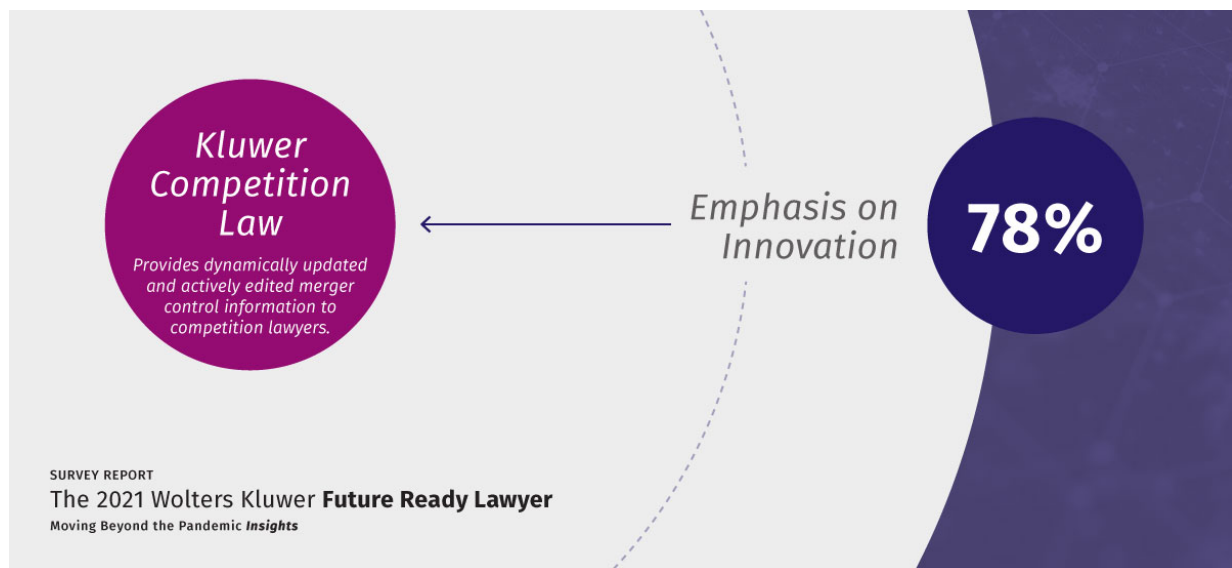 Kluwer
Competition
Law
Provides dynamically updated
and actively edited merger
control information to
competition lawyers.
Emphasis on
Innovation
78%
SURVEY REPORT
The 2021 Wolters Kluwer Future Ready Lawyer
Moving Beyond the Pandemic Insights